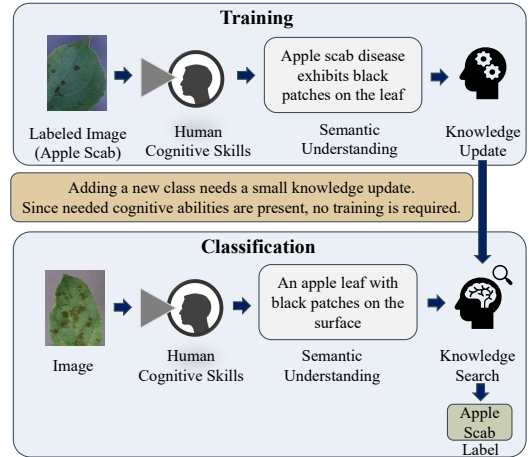 Training
Apple scab disease
exhibits black
patches on the leaf
Labeled Image
(Apple Scab)
Human
Cognitive Skills
Semantic
Understanding
Knowledge
Update
Adding a new class needs a small knowledge update.
Since needed cognitive abilities are present, no training is required.
Classification
An apple leaf with
black patches on the
surface
Image
Human
Cognitive Skills
Semantic
Understanding
Knowledge
Search
Apple
Scab
Label